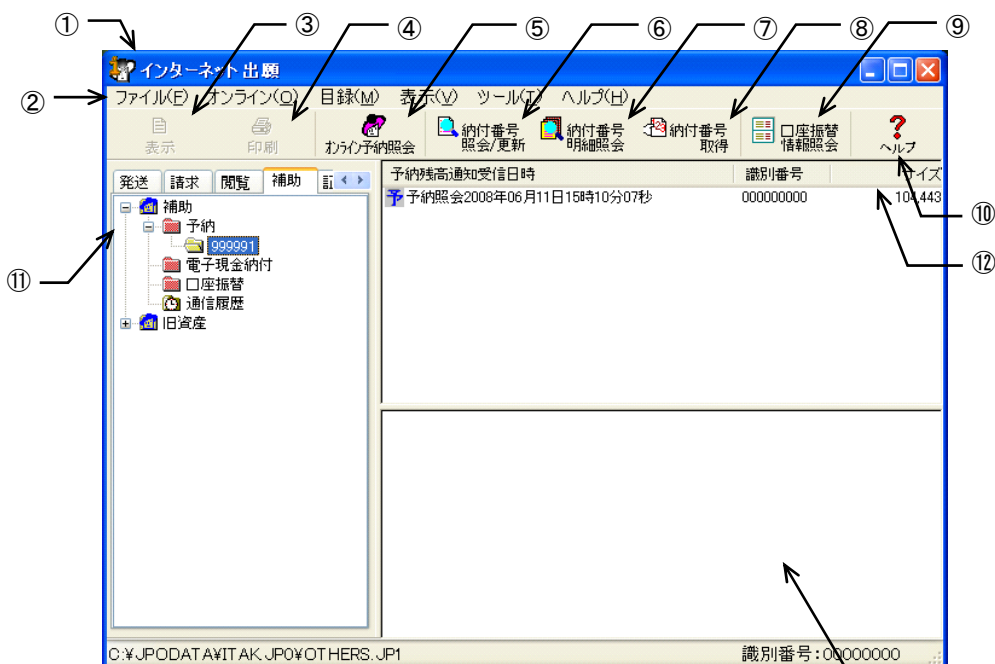 ① ③ ④ ⑤ ⑥ ⑦ ⑧ ⑨
インターネット出願
②
ファイル(F) オンライン(O) 目録(M) 表示(V) ツール(T) ヘルプ(H)
表示
印刷
オンライン予納照会
納付番号
照会/更新
納付番号
明細照会
納付番号
取得
口座振替
情報照会
ヘルプ
⑩
発送 請求 閲覧 補助
予納残高通知受信日時 識別番号 サイズ
予 予納照会2008年06月11日15時10分07秒 000000000 104,443
⑫
補助
予納
999991
電子現金納付
⑪
口座振替
通信履歴
旧資産
C:¥JPODATA¥ITAK.JP0¥OTHERS.JP1 識別番号:00000000